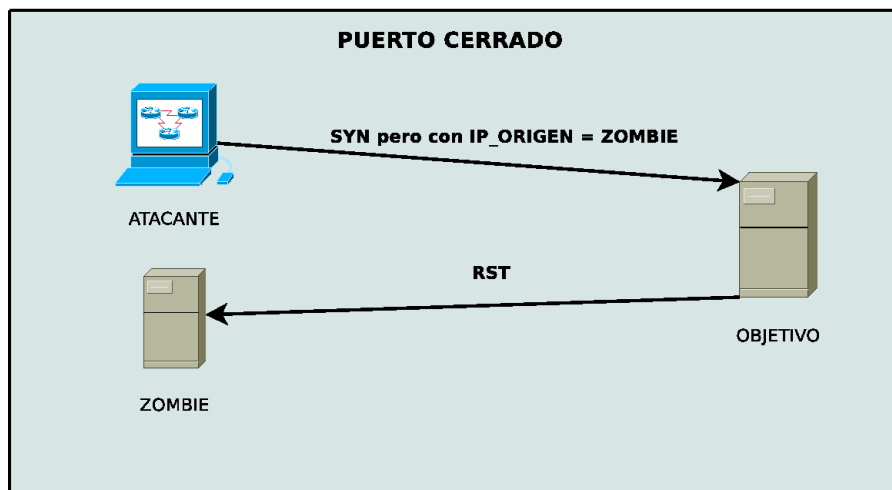 PUERTO CERRADO
SYN pero con IP_ORIGEN = ZOMBIE
ATACANTE
RST
OBJETIVO
ZOMBIE